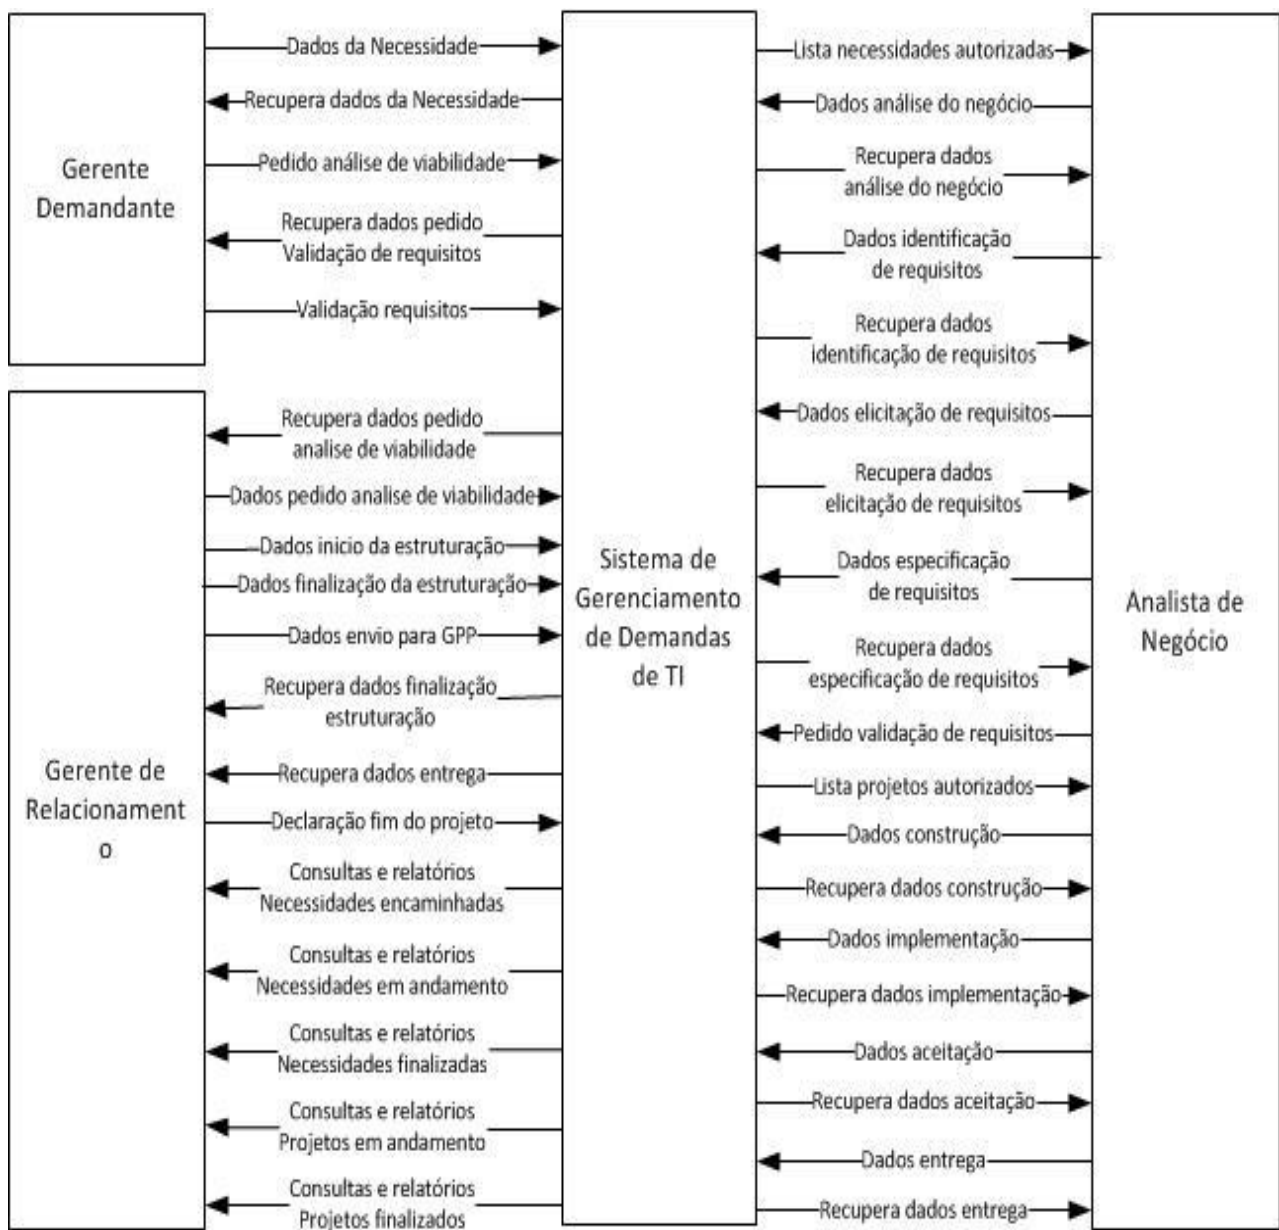 Gerente
Demandante
Dados da Necessidade
Recupera dados da Necessidade
Pedido análise de viabilidade
Recupera dados pedido
Validação de requisitos
Validação requisitos
Gerente de
Relacionament
o
Recupera dados pedido
analise de viabilidade
Dados pedido analise de viabilidade
Dados inicio da estruturação
Dados finalização da estruturação
Dados envio para GPP
Recupera dados finalização
estruturação
Recupera dados entrega
Declaração fim do projeto
Consultas e relatórios
Necessidades encaminhadas
Consultas e relatórios
Necessidades em andamento
Consultas e relatórios
Necessidades finalizadas
Consultas e relatórios
Projetos em andamento
Consultas e relatórios
Projetos finalizados
Sistema de
Gerenciamento
de Demandas
de TI
Lista necessidades autorizadas
Dados análise do negócio
Recupera dados
análise do negócio
Dados identificação
de requisitos
Recupera dados
identificação de requisitos
Dados elicitação de requisitos
Recupera dados
elicitação de requisitos
Dados especificação
de requisitos
Recupera dados
especificação de requisitos
Pedido validação de requisitos
Lista projetos autorizados
Dados construção
Recupera dados construção
Dados implementação
Recupera dados implementação
Dados aceitação
Recupera dados aceitação
Dados entrega
Recupera dados entrega
Analista de
Negócio